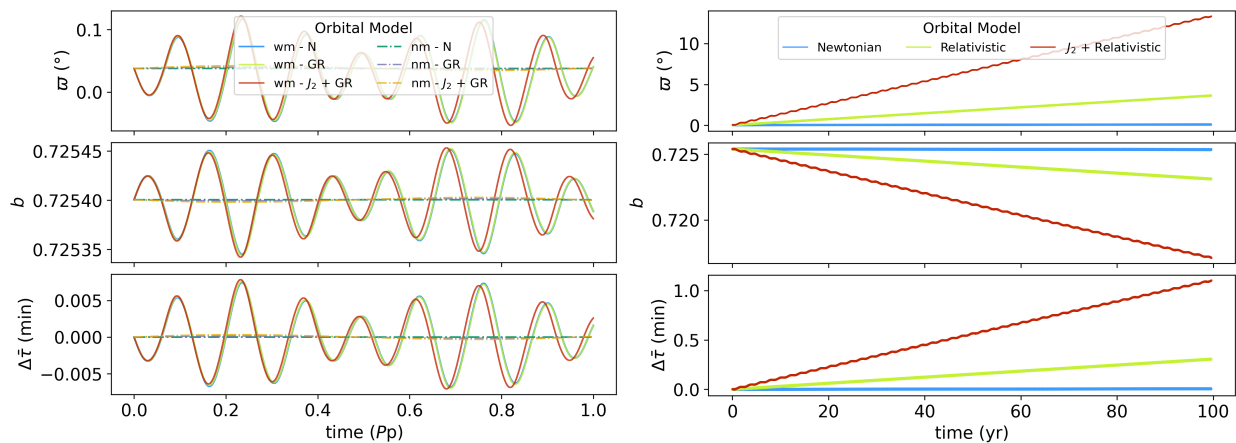 Orbital Model
wm - N nm - N
wm - GR nm - GR
wm - J₂ + GR nm - J₂ + GR
0.1
0.0
ϖ (°)
0.72545
0.72540
0.72535
b
0.005
0.000
−0.005
Δτ̄ (min)
0.0 0.2 0.4 0.6 0.8 1.0
time (Pp)
Orbital Model
Newtonian Relativistic J₂ + Relativistic
10
5
0
ϖ (°)
0.725
0.720
b
1.0
0.5
0.0
Δτ̄ (min)
0 20 40 60 80 100
time (yr)